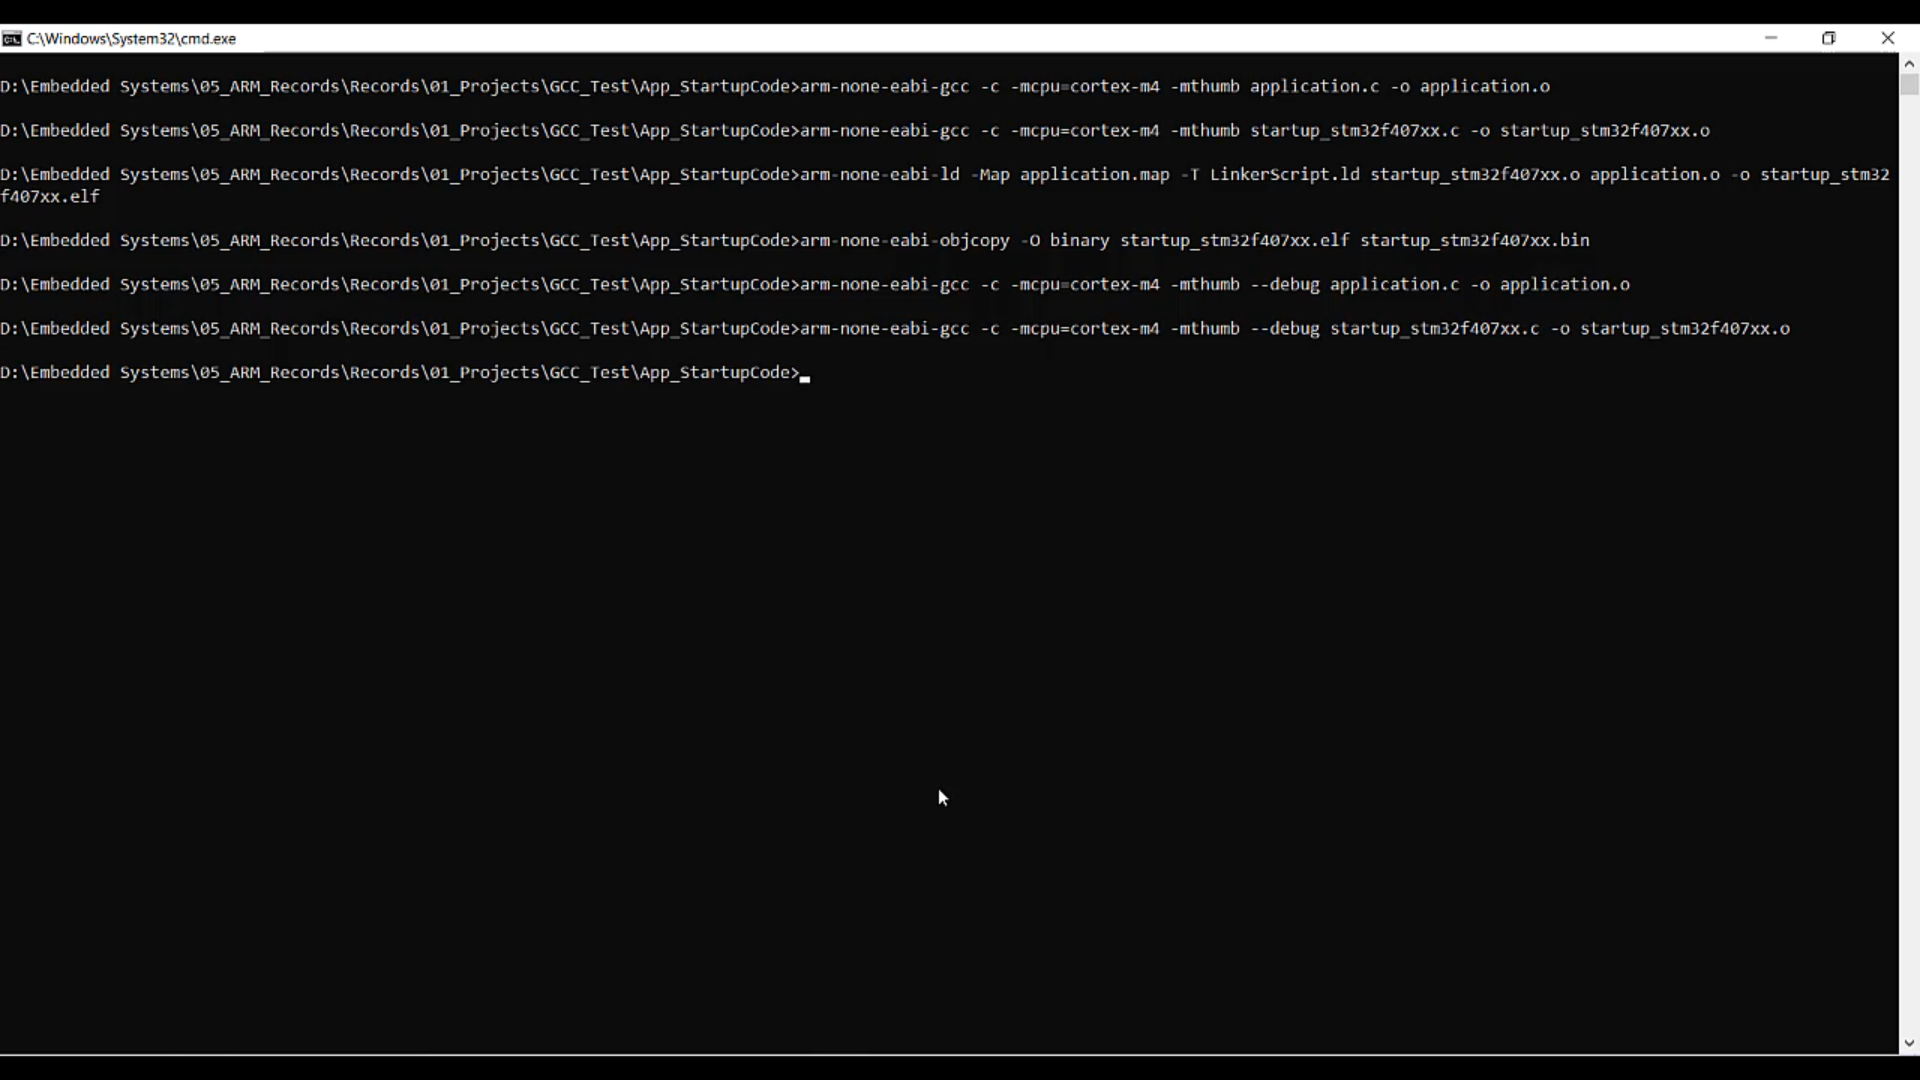 C:\Windows\System32\cmd.exe
D:\Embedded Systems\05_ARM_Records\Records\01_Projects\GCC_Test\App_StartupCode>arm-none-eabi-gcc -c -mcpu=cortex-m4 -mthumb application.c -o application.o
D:\Embedded Systems\05_ARM_Records\Records\01_Projects\GCC_Test\App_StartupCode>arm-none-eabi-gcc -c -mcpu=cortex-m4 -mthumb startup_stm32f407xx.c -o startup_stm32f407xx.o
D:\Embedded Systems\05_ARM_Records\Records\01_Projects\GCC_Test\App_StartupCode>arm-none-eabi-ld -Map application.map -T LinkerScript.ld startup_stm32f407xx.o application.o -o startup_stm32
f407xx.elf
D:\Embedded Systems\05_ARM_Records\Records\01_Projects\GCC_Test\App_StartupCode>arm-none-eabi-objcopy -O binary startup_stm32f407xx.elf startup_stm32f407xx.bin
D:\Embedded Systems\05_ARM_Records\Records\01_Projects\GCC_Test\App_StartupCode>arm-none-eabi-gcc -c -mcpu=cortex-m4 -mthumb --debug application.c -o application.o
D:\Embedded Systems\05_ARM_Records\Records\01_Projects\GCC_Test\App_StartupCode>arm-none-eabi-gcc -c -mcpu=cortex-m4 -mthumb --debug startup_stm32f407xx.c -o startup_stm32f407xx.o
D:\Embedded Systems\05_ARM_Records\Records\01_Projects\GCC_Test\App_StartupCode>